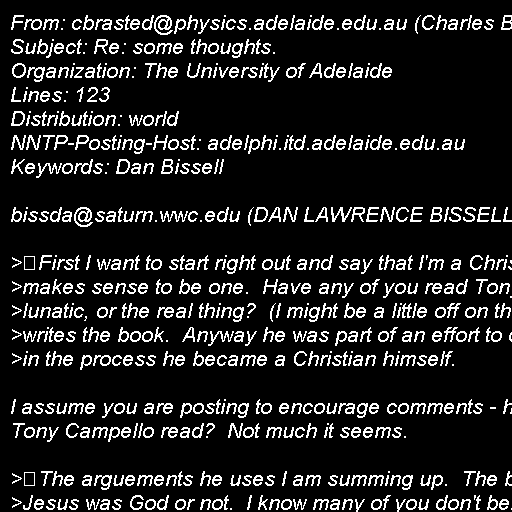 From: cbrasted@physics.adelaide.edu.au (Charles B
Subject: Re: some thoughts.
Organization: The University of Adelaide
Lines: 123
Distribution: world
NNTP-Posting-Host: adelphi.itd.adelaide.edu.au
Keywords: Dan Bissell
bissda@saturn.wwc.edu (DAN LAWRENCE BISSELL
>	First I want to start right out and say that I'm a Chris
>makes sense to be one.  Have any of you read Tony
>lunatic, or the real thing?  (I might be a little off on th
>writes the book.  Anyway he was part of an effort to
>in the process he became a Christian himself.
I assume you are posting to encourage comments - h
Tony Campello read?  Not much it seems.
>	The arguements he uses I am summing up.  The b
>Jesus was God or not.  I know many of you don't be